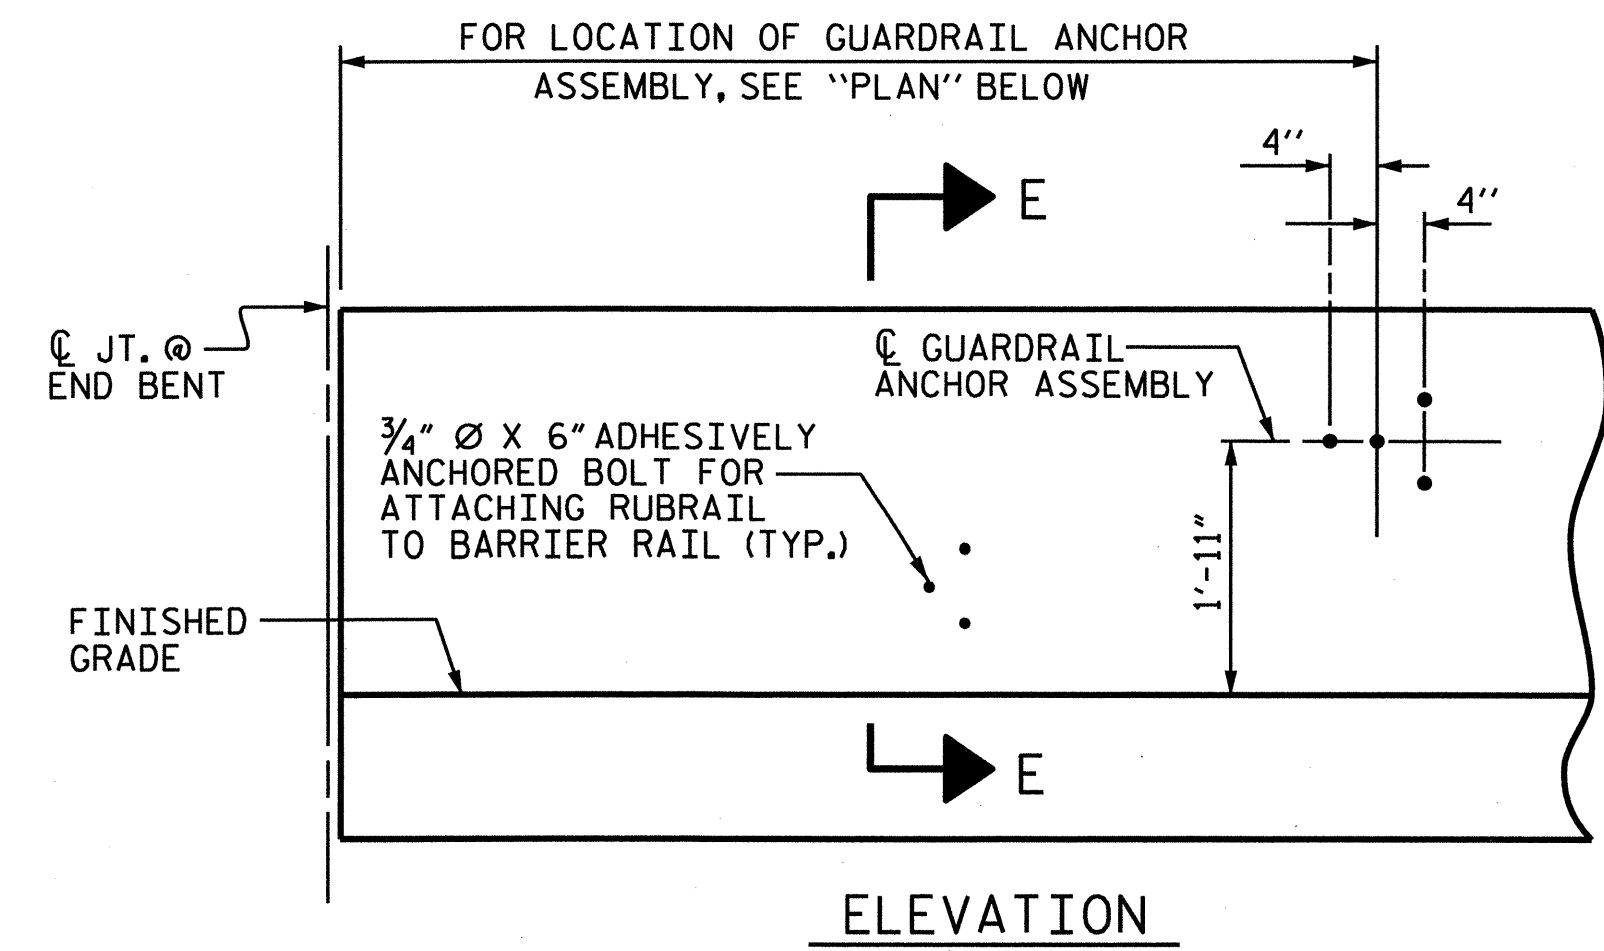 FOR LOCATION OF GUARDRAIL ANCHOR
ASSEMBLY, SEE "PLAN" BELOW
4"
4"
E
℄ JT. @
END BENT
℄ GUARDRAIL
ANCHOR ASSEMBLY
3/4" Ø X 6" ADHESIVELY
ANCHORED BOLT FOR
ATTACHING RUBRAIL
TO BARRIER RAIL (TYP.)
1'-11"
FINISHED
GRADE
E
ELEVATION